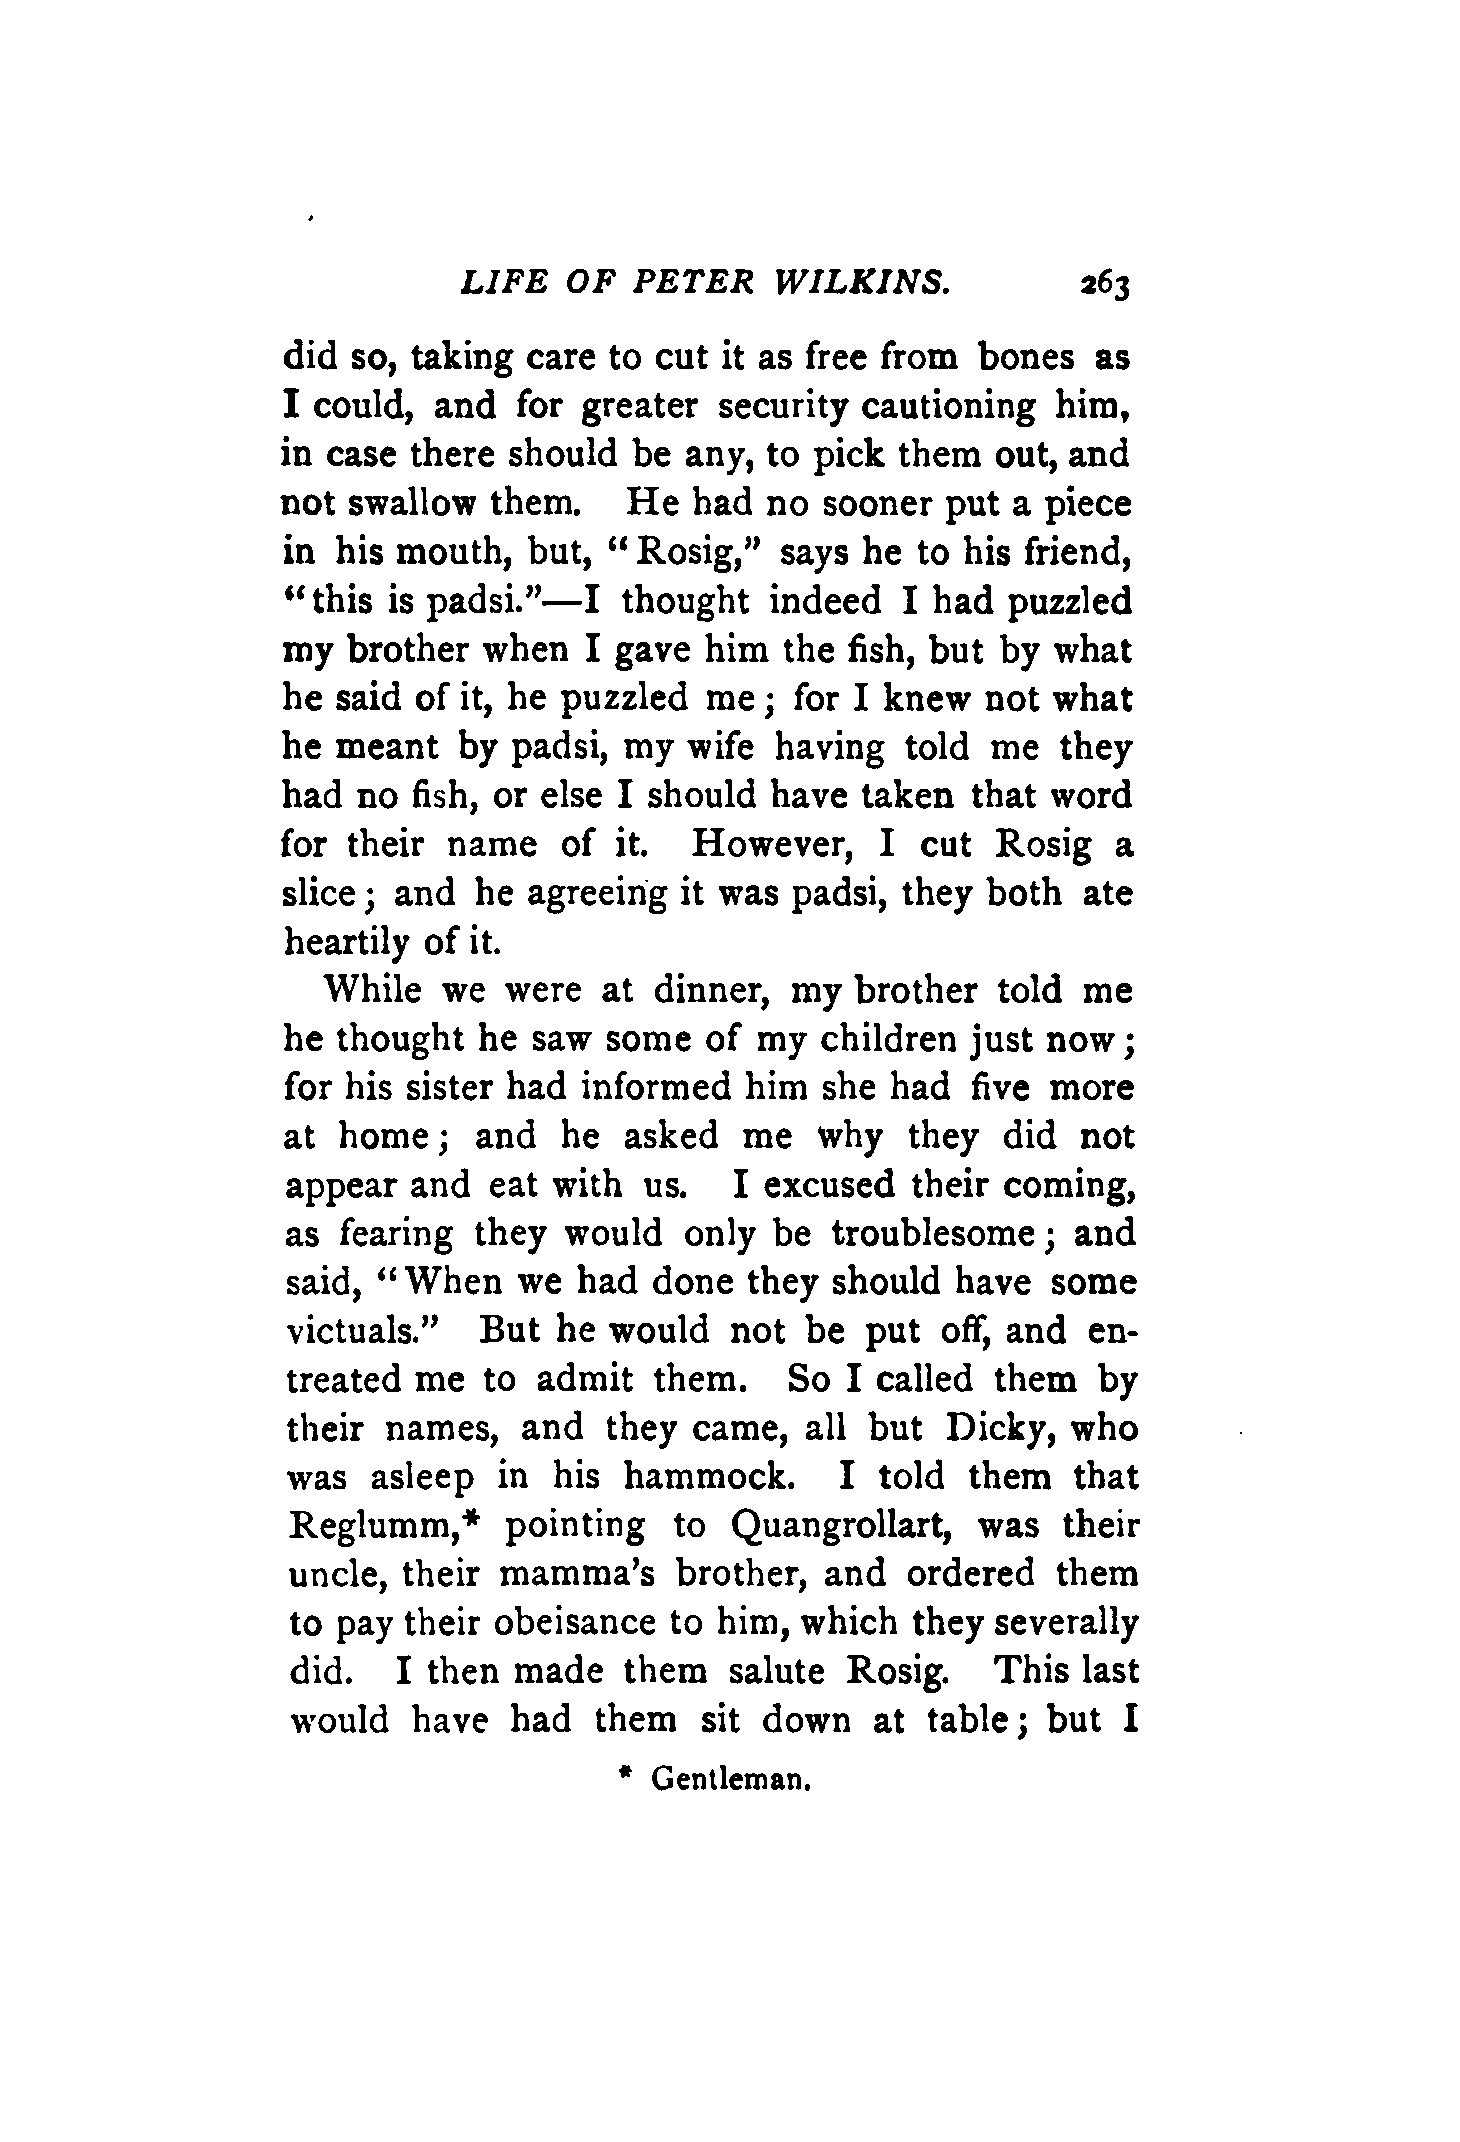 LIFE OF PETER WILKINS. 263
did so, taking care to cut it as free from bones as
I could, and for greater security cautioning him,
in case there should be any, to pick them out, and
not swallow them. He had no sooner put a piece
in his mouth, but, “Rosig,” says he to his friend,
“this is padsi.”—I thought indeed I had puzzled
my brother when I gave him the fish, but by what
he said of it, he puzzled me; for I knew not what
he meant by padsi, my wife having told me they
had no fish, or else I should have taken that word
for their name of it. However, I cut Rosig a
slice; and he agreeing it was padsi, they both ate
heartily of it.
While we were at dinner, my brother told me
he thought he saw some of my children just now;
for his sister had informed him she had five more
at home; and he asked me why they did not
appear and eat with us. I excused their coming,
as fearing they would only be troublesome; and
said, “When we had done they should have some
victuals.” But he would not be put off, and en-
treated me to admit them. So I called them by
their names, and they came, all but Dicky, who
was asleep in his hammock. I told them that
Reglumm,* pointing to Quangrollart, was their
uncle, their mamma’s brother, and ordered them
to pay their obeisance to him, which they severally
did. I then made them salute Rosig. This last
would have had them sit down at table; but I
* Gentleman.